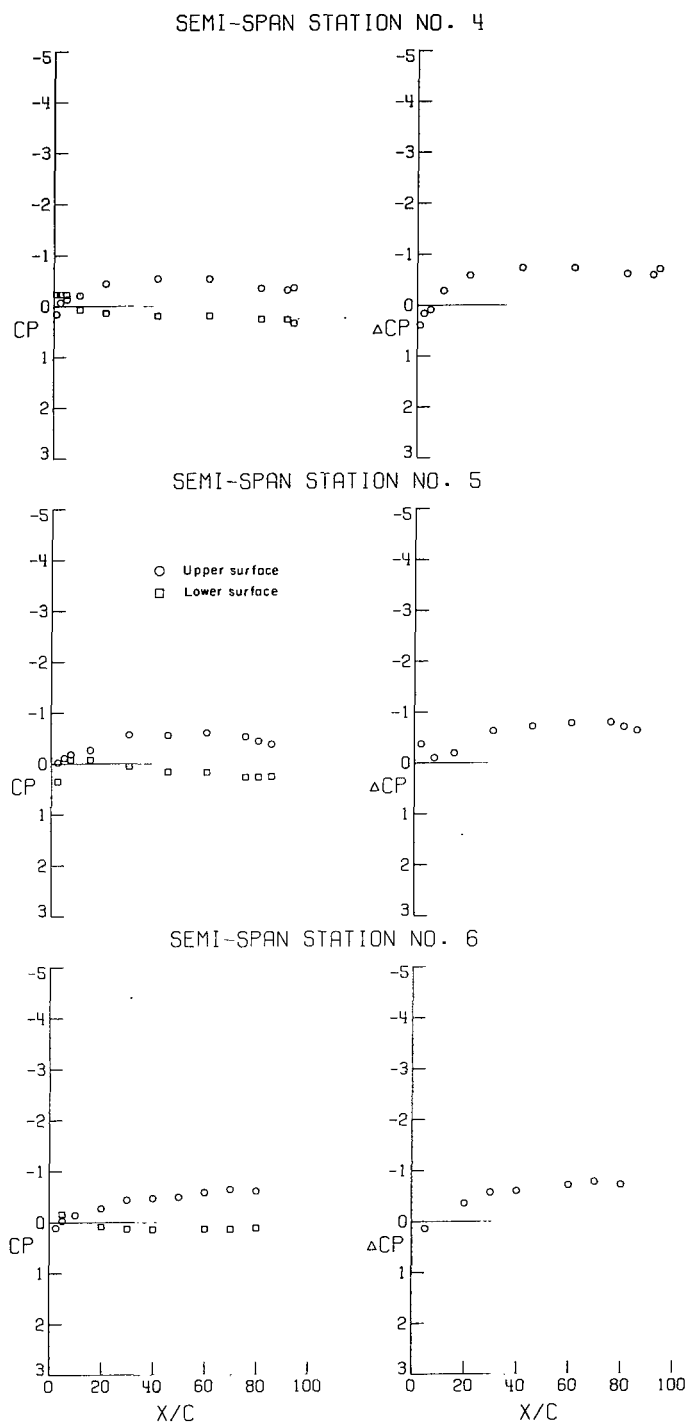 SEMI-SPAN STATION NO. 4
-5 -5
-4 -4
-3 -3
-2 -2
-1 -1
0 0
CP ΔCP
1 1
2 2
3 3
SEMI-SPAN STATION NO. 5
-5 -5
-4 -4
○ Upper surface
□ Lower surface
-3 -3
-2 -2
-1 -1
0 0
CP ΔCP
1 1
2 2
3 3
SEMI-SPAN STATION NO. 6
-5 -5
-4 -4
-3 -3
-2 -2
-1 -1
0 0
CP ΔCP
1 1
2 2
3 3
0 20 40 60 80 100 0 20 40 60 80 100
X/C X/C